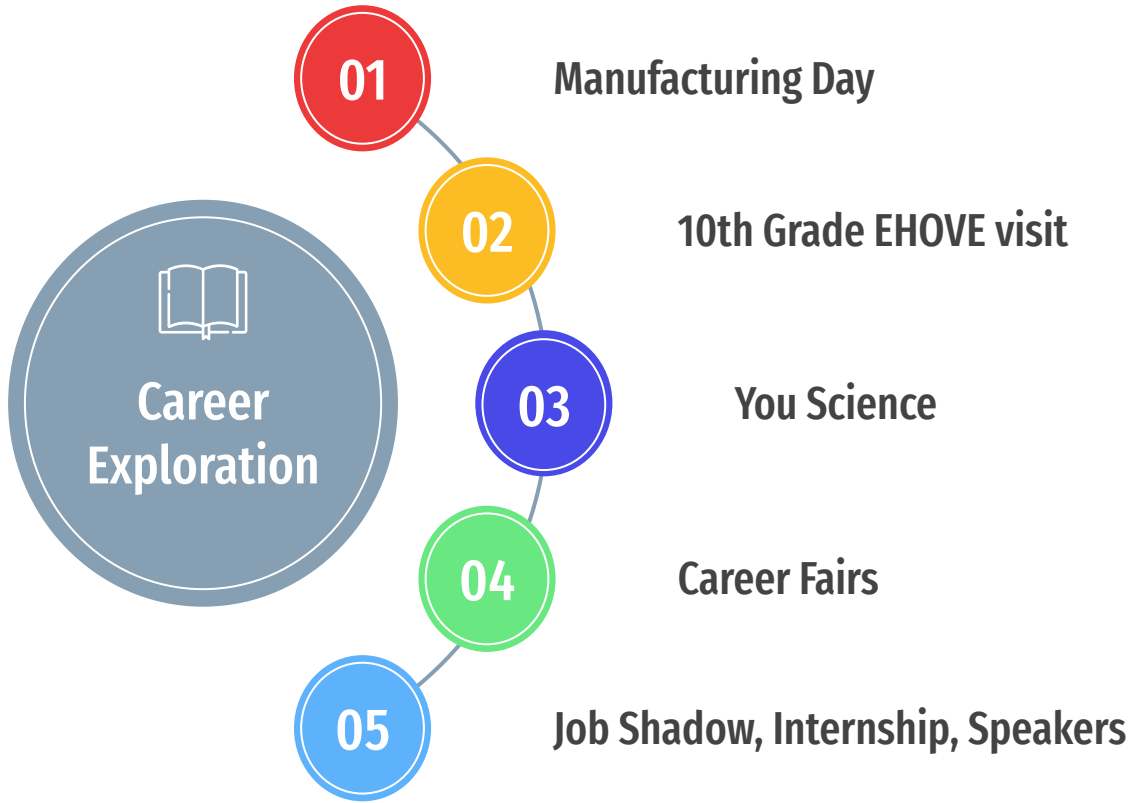 Career
Exploration
01
Manufacturing Day
02
10th Grade EHOVE visit
03
You Science
04
Career Fairs
05
Job Shadow, Internship, Speakers